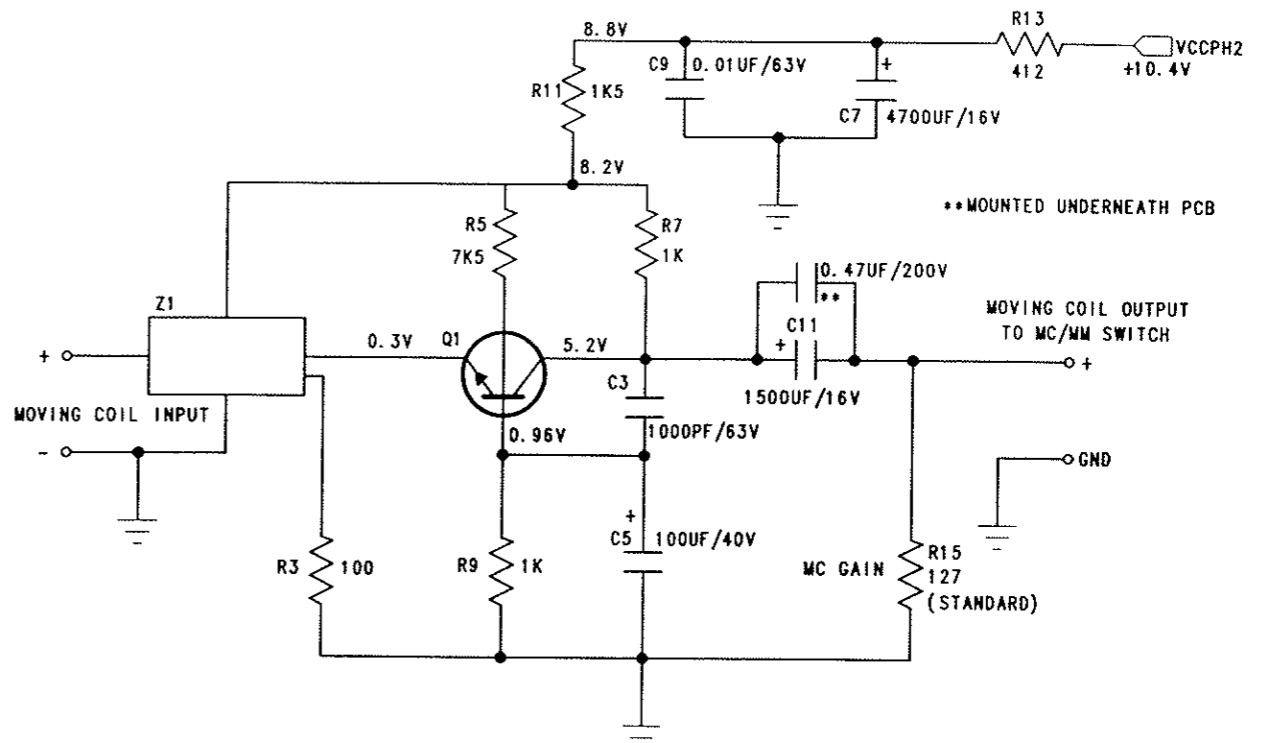 R13
412
VCCPH2
+10.4V
8.8V
C9
0.01UF/63V
+
C7
4700UF/16V
R11
1K5
8.2V
**MOUNTED UNDERNEATH PCB
R5
7K5
R7
1K
0.47UF/200V
**
C11
+
1500UF/16V
MOVING COIL OUTPUT
TO MC/MM SWITCH
+
Z1
+
MOVING COIL INPUT
-
0.3V
Q1
5.2V
C3
1000PF/63V
0.96V
GND
+
C5
100UF/40V
R3
100
R9
1K
MC GAIN
R15
127
(STANDARD)